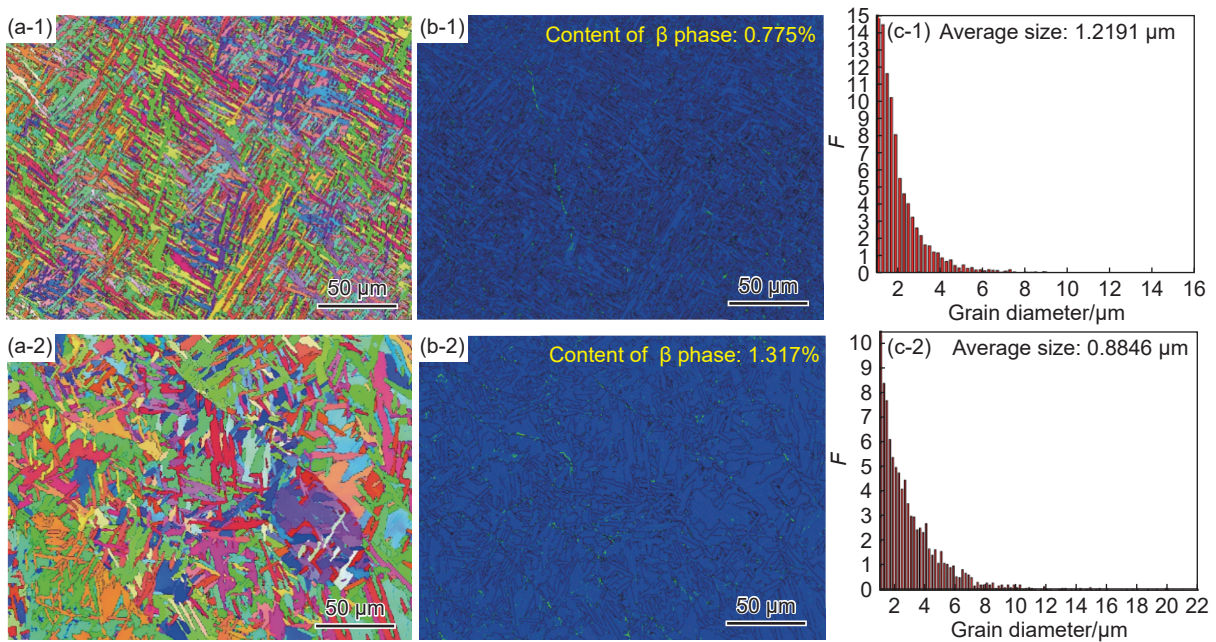 (a-1)
50 μm
(b-1)
Content of β phase: 0.775%
50 μm
(c-1) Average size: 1.2191 μm
F
15
14
13
12
11
10
9
8
7
6
5
4
3
2
1
0
2 4 6 8 10 12 14 16
Grain diameter/μm
(a-2)
50 μm
(b-2)
Content of β phase: 1.317%
50 μm
(c-2) Average size: 0.8846 μm
F
10
9
8
7
6
5
4
3
2
1
0
2 4 6 8 10 12 14 16 18 20 22
Grain diameter/μm